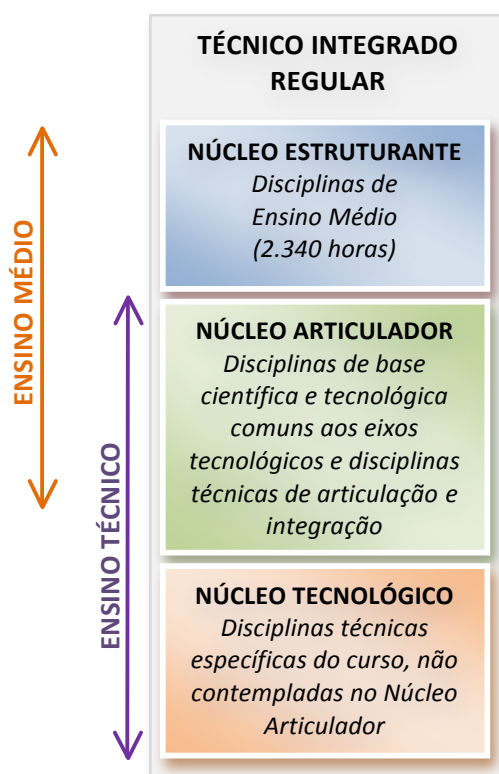 TÉCNICO INTEGRADO
REGULAR
NÚCLEO ESTRUTURANTE
Disciplinas de
Ensino Médio
(2.340 horas)
NÚCLEO ARTICULADOR
Disciplinas de base
científica e tecnológica
comuns aos eixos
tecnológicos e disciplinas
técnicas de articulação e
integração
NÚCLEO TECNOLÓGICO
Disciplinas técnicas
específicas do curso, não
contempladas no Núcleo
Articulador
ENSINO MÉDIO
ENSINO TÉCNICO